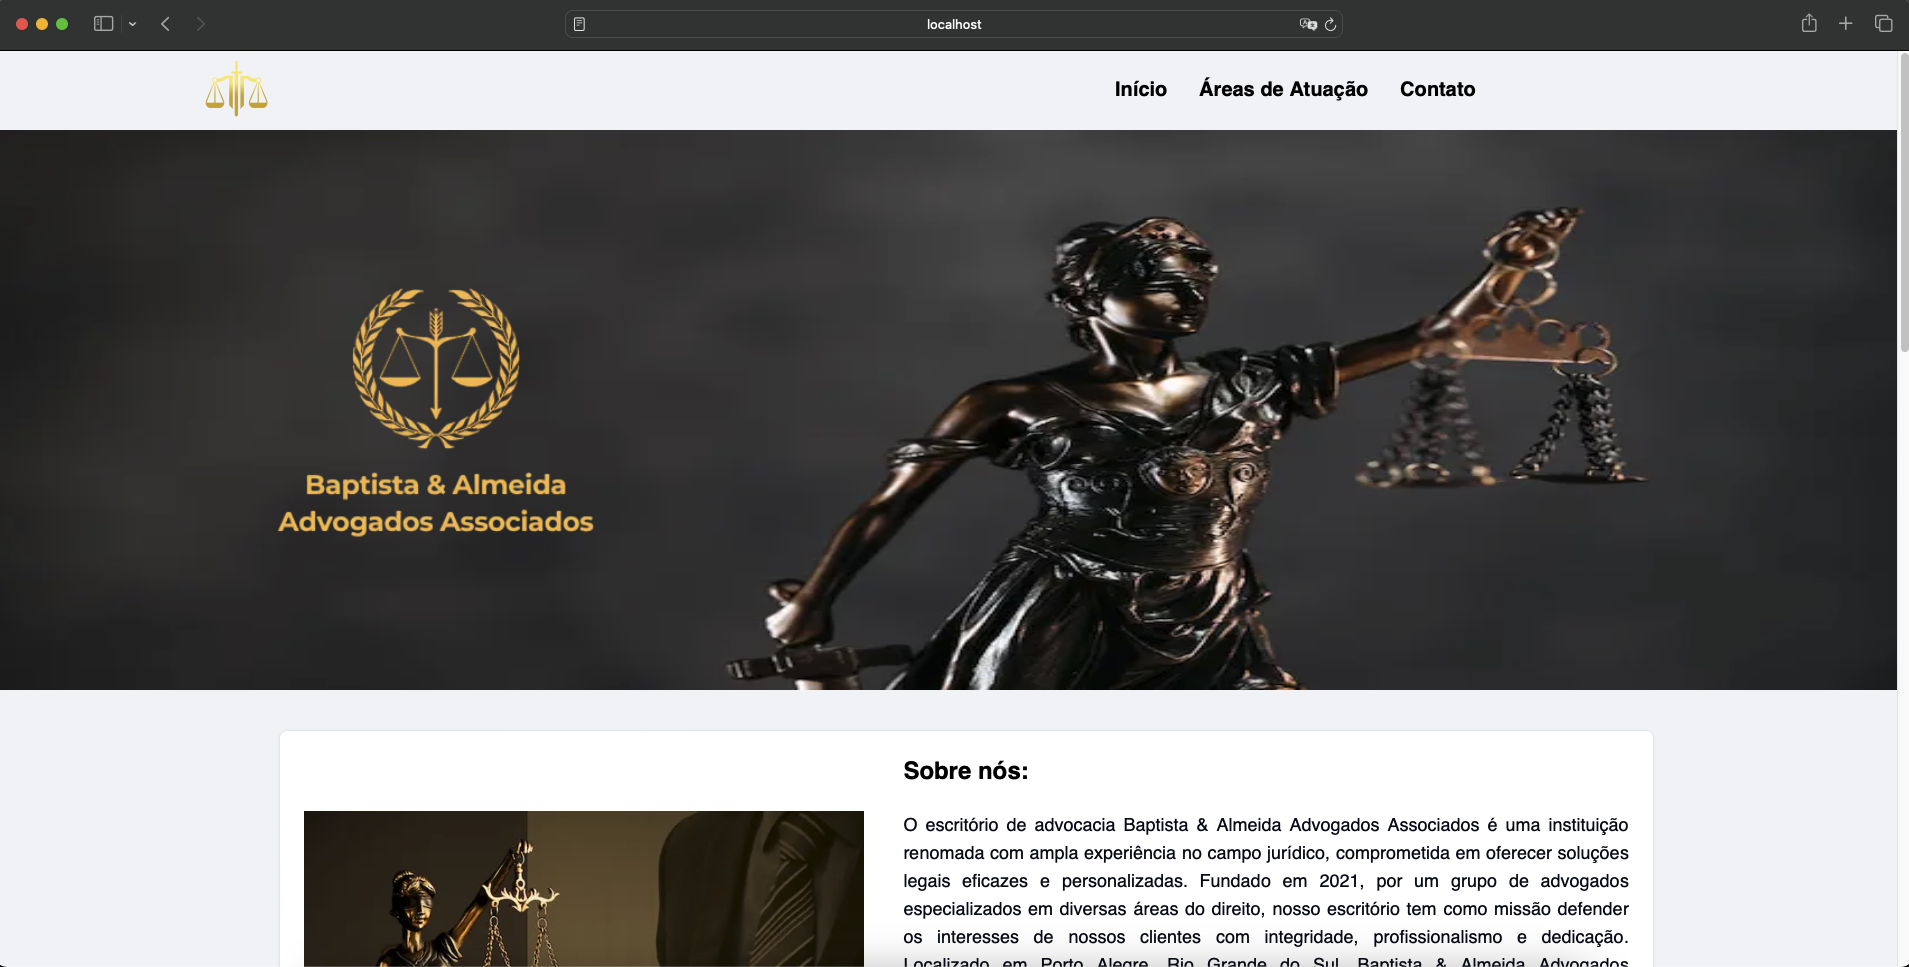 localhost
Início Áreas de Atuação Contato
Baptista & Almeida
Advogados Associados
Sobre nós:
O escritório de advocacia Baptista & Almeida Advogados Associados é uma instituição
renomada com ampla experiência no campo jurídico, comprometida em oferecer soluções
legais eficazes e personalizadas. Fundado em 2021, por um grupo de advogados
especializados em diversas áreas do direito, nosso escritório tem como missão defender
os interesses de nossos clientes com integridade, profissionalismo e dedicação.
Localizado em Porto Alegre, Rio Grande do Sul, Baptista & Almeida Advogados